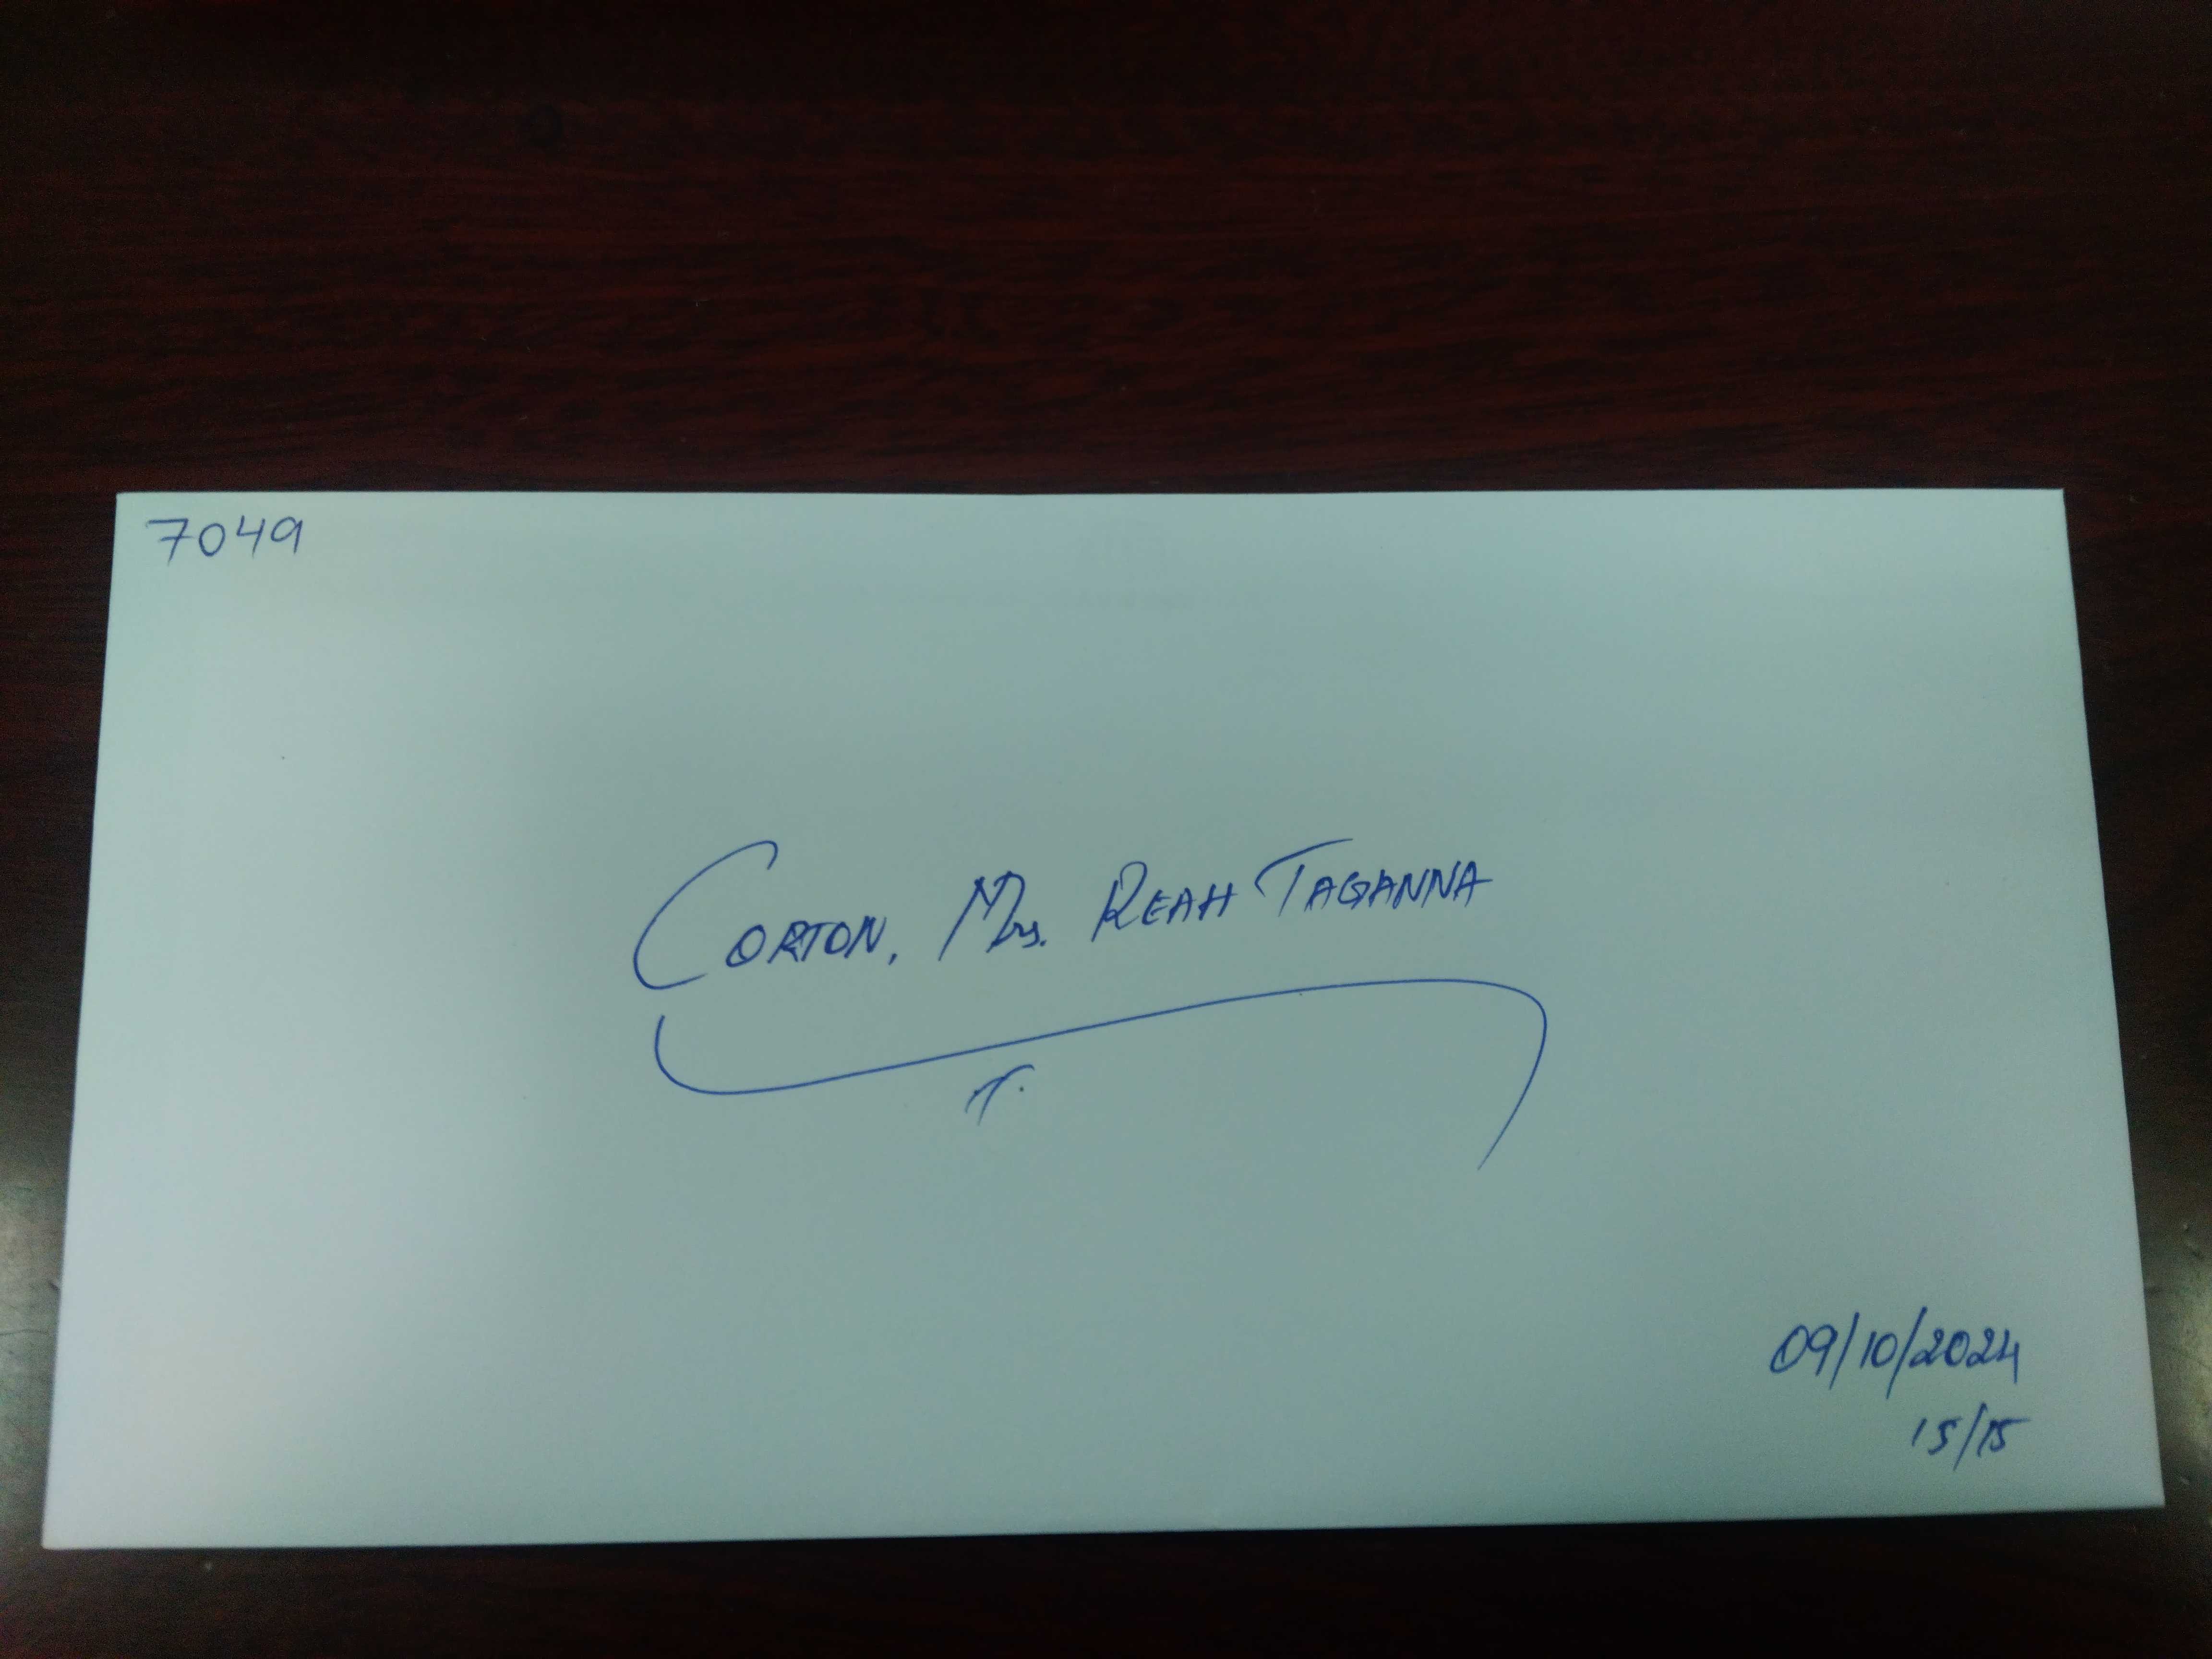 7049
CORTON, Mrs. REAH TAGANNA
09/10/2024
15/15